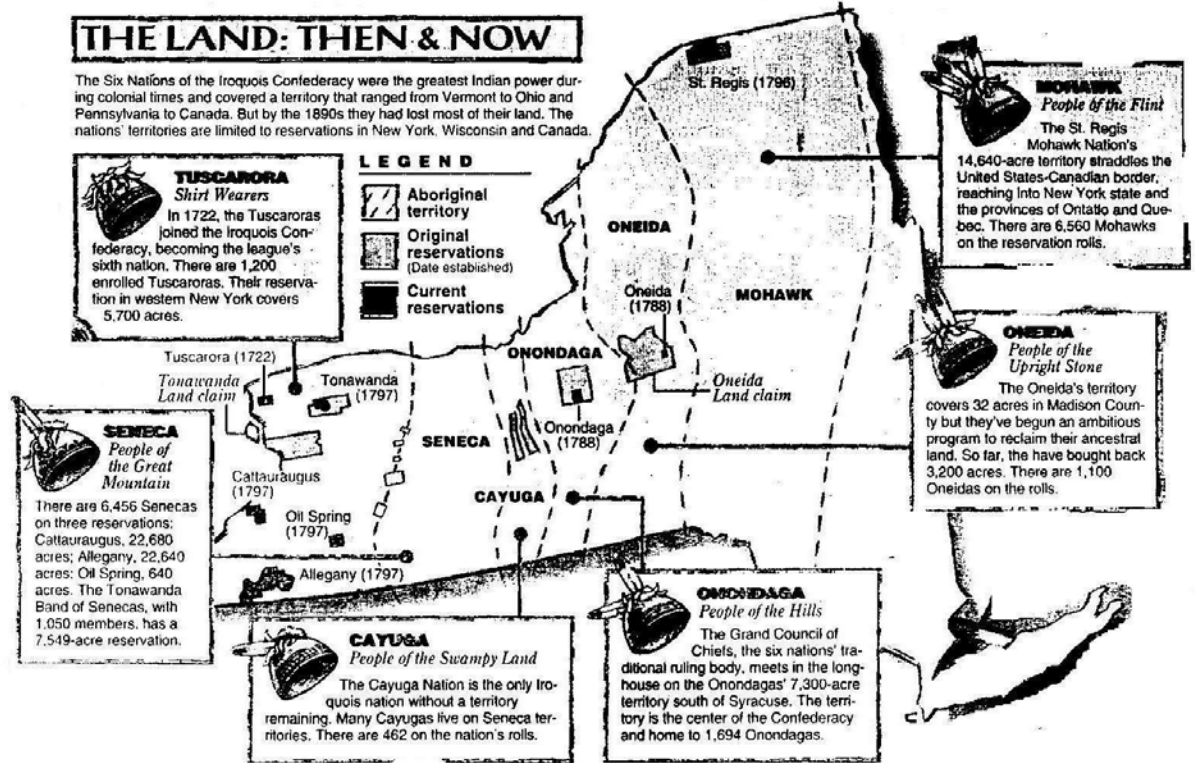 THE LAND: THEN & NOW
The Six Nations of the Iroquois Confederacy were the greatest Indian power dur-
ing colonial times and covered a territory that ranged from Vermont to Ohio and
Pennsylvania to Canada. But by the 1890s they had lost most of their land. The
nations' territories are limited to reservations in New York, Wisconsin and Canada.
TUSCARORA
Shirt Wearers
In 1722, the Tuscaroras
joined the Iroquois Con-
federacy, becoming the league's
sixth nation. There are 1,200
enrolled Tuscaroras. Their reserva-
tion in western New York covers
5,700 acres.
LEGEND
Aboriginal
territory
Original
reservations
(Date established)
Current
reservations
St. Regis (1796)
MOHAWK
People of the Flint
The St. Regis
Mohawk Nation's
14,640-acre territory straddles the
United States-Canadian border,
reaching into New York state and
the provinces of Ontatio and Que-
bec. There are 6,560 Mohawks
on the reservation rolls.
ONEIDA
Oneida
(1788)
MOHAWK
ONONDAGA
Oneida
Land claim
Onondaga
(1788)
SENECA
CAYUGA
Tuscarora (1722)
Tonawanda
Land claim
Tonawanda
(1797)
Cattauraugus
(1797)
Oil Spring
(1797)
Allegany (1797)
ONEIDA
People of the
Upright Stone
The Oneida's territory
covers 32 acres in Madison Coun-
ty but they've begun an ambitious
program to reclaim their ancestral
land. So far, the have bought back
3,200 acres. There are 1,100
Oneidas on the rolls.
SENECA
People of
the Great
Mountain
There are 6,456 Senecas
on three reservations:
Cattauraugus, 22,680
acres; Allegany, 22,640
acres; Oil Spring, 640
acres. The Tonawanda
Band of Senecas, with
1,050 members, has a
7,549-acre reservation.
CAYUGA
People of the Swampy Land
The Cayuga Nation is the only Iro-
quois nation without a territory
remaining. Many Cayugas live on Seneca ter-
ritories. There are 462 on the nation's rolls.
ONONDAGA
People of the Hills
The Grand Council of
Chiefs, the six nations' tra-
ditional ruling body, meets in the long-
house on the Onondagas' 7,300-acre
territory south of Syracuse. The terri-
tory is the center of the Confederacy
and home to 1,694 Onondagas.